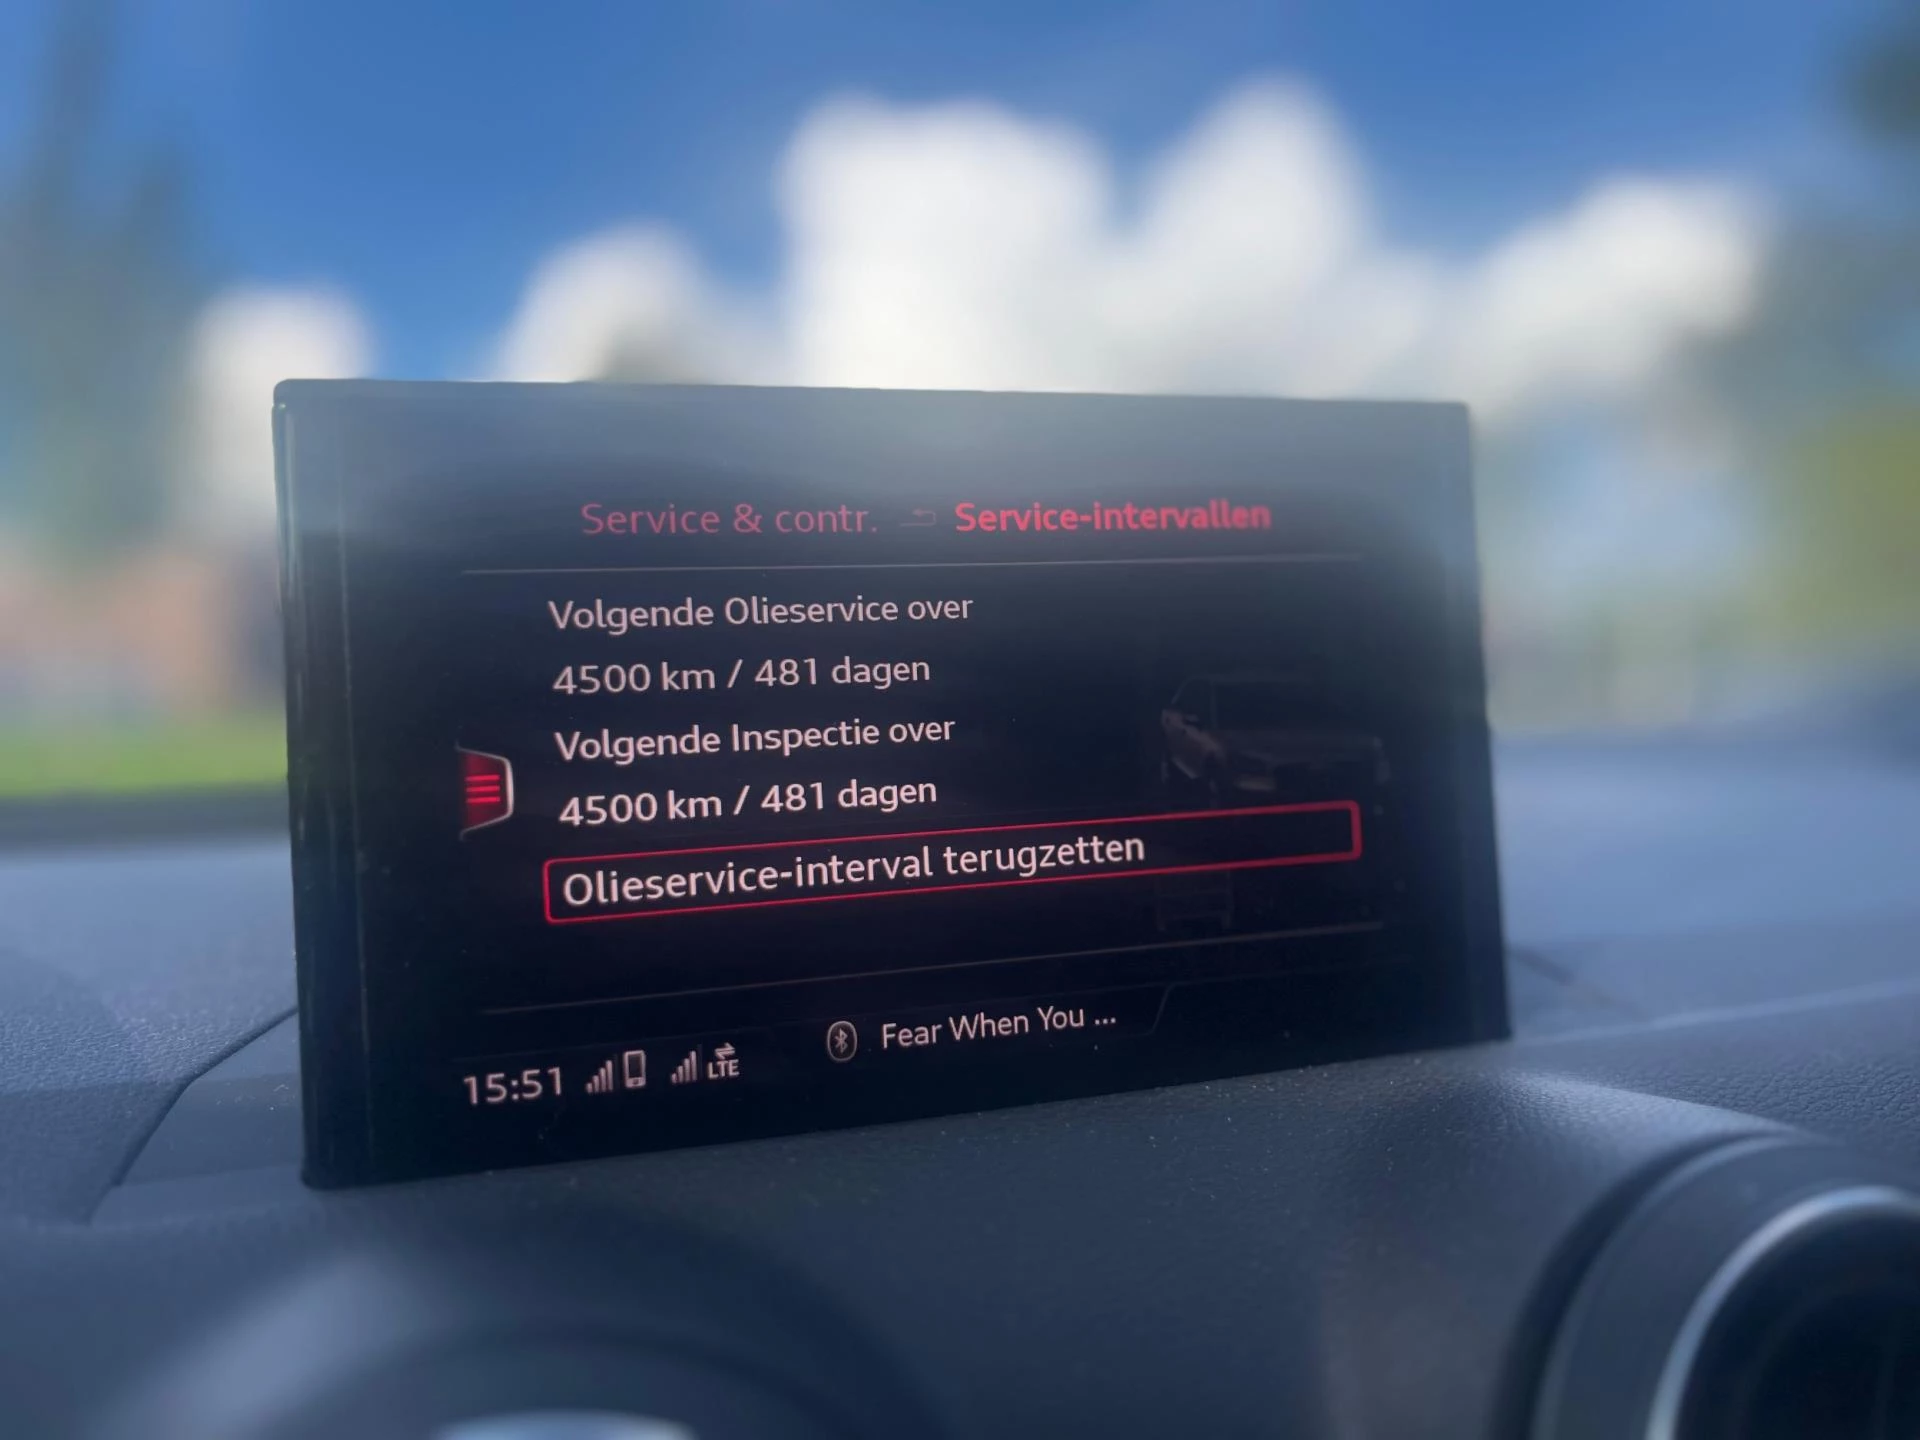 Service & contr. Service-intervallen
Volgende Olieservice over
4500 km / 481 dagen
Volgende Inspectie over
4500 km / 481 dagen
Olieservice-interval terugzetten
15:51 LTE Fear When You ...